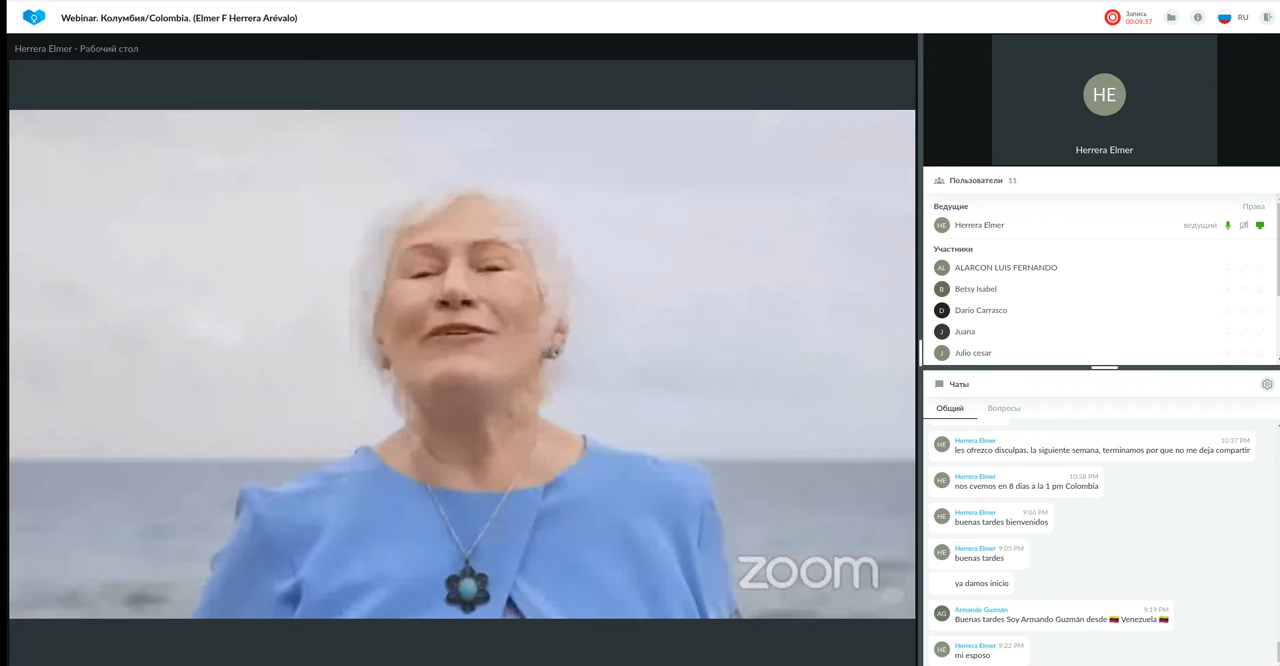 Webinar. Колумбия/Colombia. (Elmer F Herrera Arévalo)
Запись
00:09:57
RU
Herrera Elmer - Рабочий стол
HE
Herrera Elmer
zoom
Пользователи 11
Ведущие Права
HE Herrera Elmer ведущий
Участники
AL ALARCON LUIS FERNANDO
B Betsy Isabel
D Dario Carrasco
J Juana
J Julio cesar
Чаты
Общий Вопросы
HE Herrera Elmer 10:37 PM
les ofrezco disculpas, la siguiente semana, terminamos por que no me deja compartir
HE Herrera Elmer 10:38 PM
nos cvemos en 8 dias a la 1 pm Colombia
HE Herrera Elmer 9:06 PM
buenas tardes bienvenidos
HE Herrera Elmer 9:05 PM
buenas tardes
ya damos inicio
AG Armando Guzmán 9:19 PM
Buenas tardes Soy Armando Guzmán desde 🇻🇪 Venezuela 🇻🇪
HE Herrera Elmer 9:22 PM
mi esposo